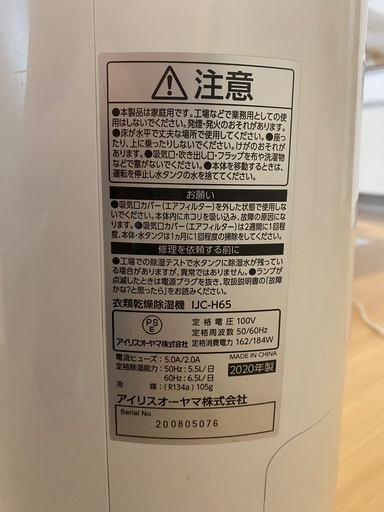 注意
●本製品は家庭用です。工場などで業務用としての使
用はしないでください。発煙・発火のおそれがあります。
●床が水平で丈夫な場所で使用してください。●座っ
たり、上に乗ったりしないでください。けがのおそれが
あります。●吸気口・吹き出し口・フラップを布や洗濯物
などで塞がないでください。●本体を移動するときは、
運転を停止し水タンクの水を捨ててください。
お願い
●吸気口カバー(エアフィルター)を外した状態で使用しな
いでください。本体内にホコリを吸い込み、故障の原因になり
ます。●吸気口カバー(エアフィルター)は2週間に1回程
度、本体・水タンクは1ヵ月に1回程度の掃除をしてください。
修理を依頼する前に
●工場での除湿テストで水タンクに除湿水が残ってい
る場合がありますが、異常ではありません。●ランプが
点滅したときは電源プラグを抜き、取扱説明書の「故障
かな?と思ったら」をお読みください。
衣類乾燥除湿機 IJC-H65
PS
E
定格電圧 100V
定格周波数 50/60Hz
アイリスオーヤマ株式会社 定格消費電力 162/184W
電流ヒューズ:5.0A/2.0A
MADE IN CHINA
定格除湿能力:50Hz:5.5L/日
60Hz:6.5L/日
2020年製
冷媒:(R134a)105g
アイリスオーヤマ株式会社
Serial No.
200805076